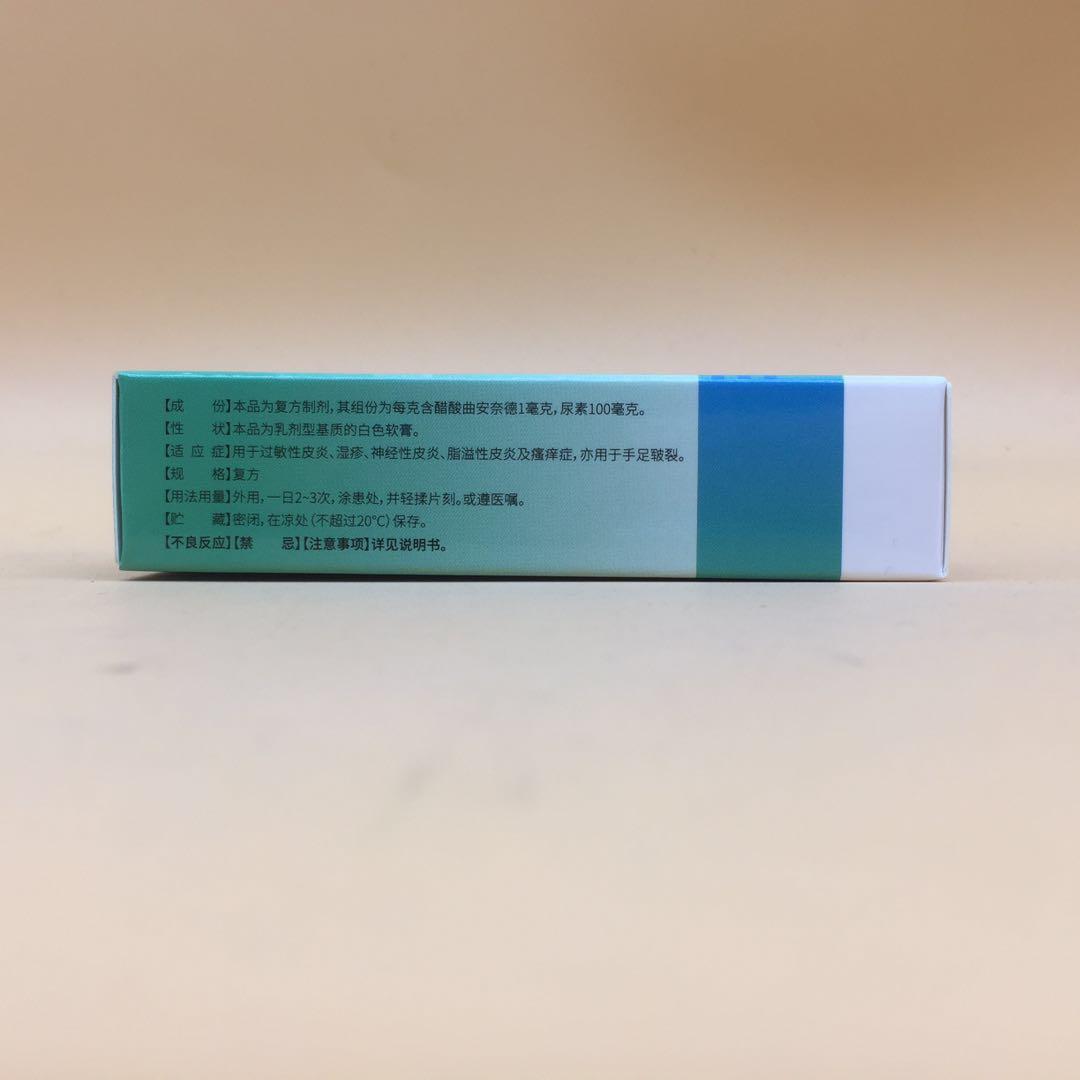 【成　份】本品为复方制剂,其组份为每克含醋酸曲安奈德1毫克,尿素100毫克。
【性　状】本品为乳剂型基质的白色软膏。
【适应症】用于过敏性皮炎、湿疹、神经性皮炎、脂溢性皮炎及瘙痒症,亦用于手足皲裂。
【规　格】复方
【用法用量】外用,一日2~3次,涂患处,并轻揉片刻。或遵医嘱。
【贮　藏】密闭,在凉处(不超过20℃)保存。
【不良反应】【禁　忌】【注意事项】详见说明书。